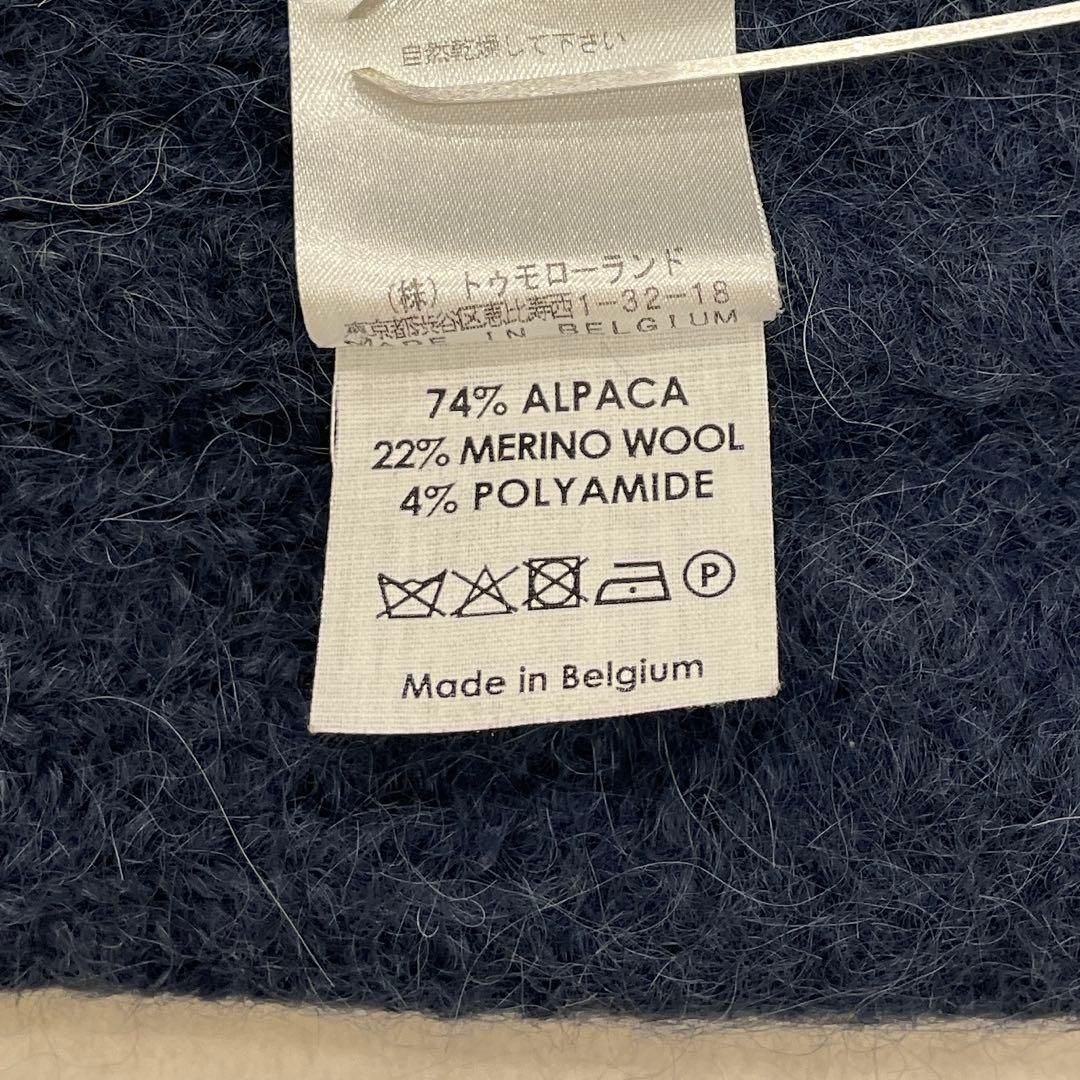 自然乾燥して下さい
(株)トゥモローランド
東京都渋谷区恵比寿西1-32-18
MADE IN BELGIUM
74% ALPACA
22% MERINO WOOL
4% POLYAMIDE
P
Made in Belgium